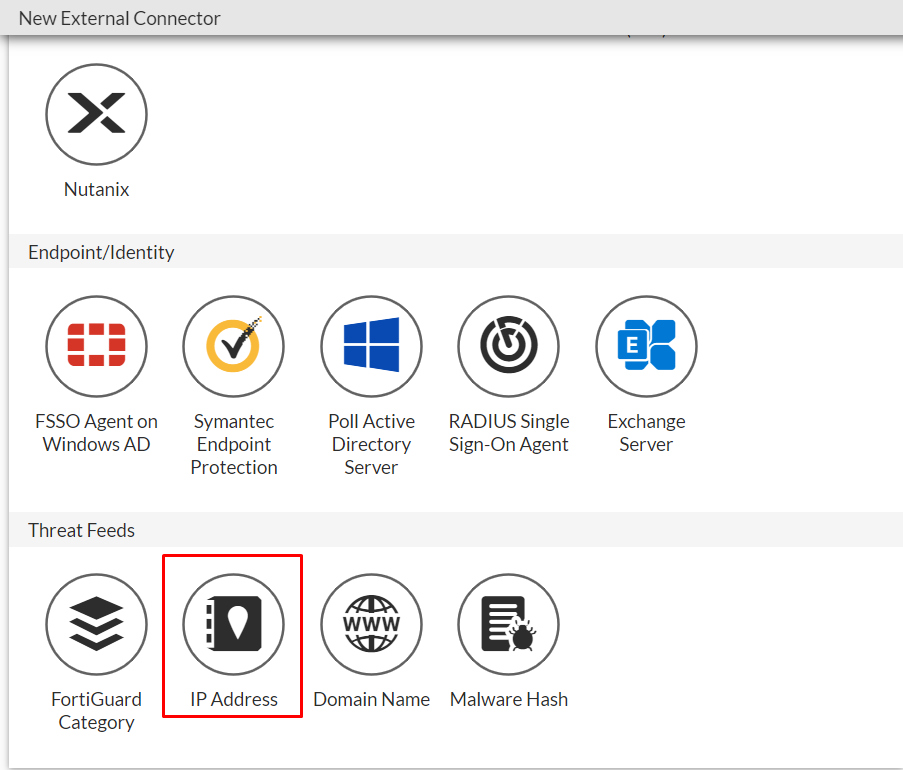 New External Connector
Nutanix
Endpoint/Identity
FSSO Agent on
Windows AD
Symantec
Endpoint
Protection
Poll Active
Directory
Server
RADIUS Single
Sign-On Agent
E
Exchange
Server
Threat Feeds
FortiGuard
Category
IP Address
WWW
Domain Name
Malware Hash